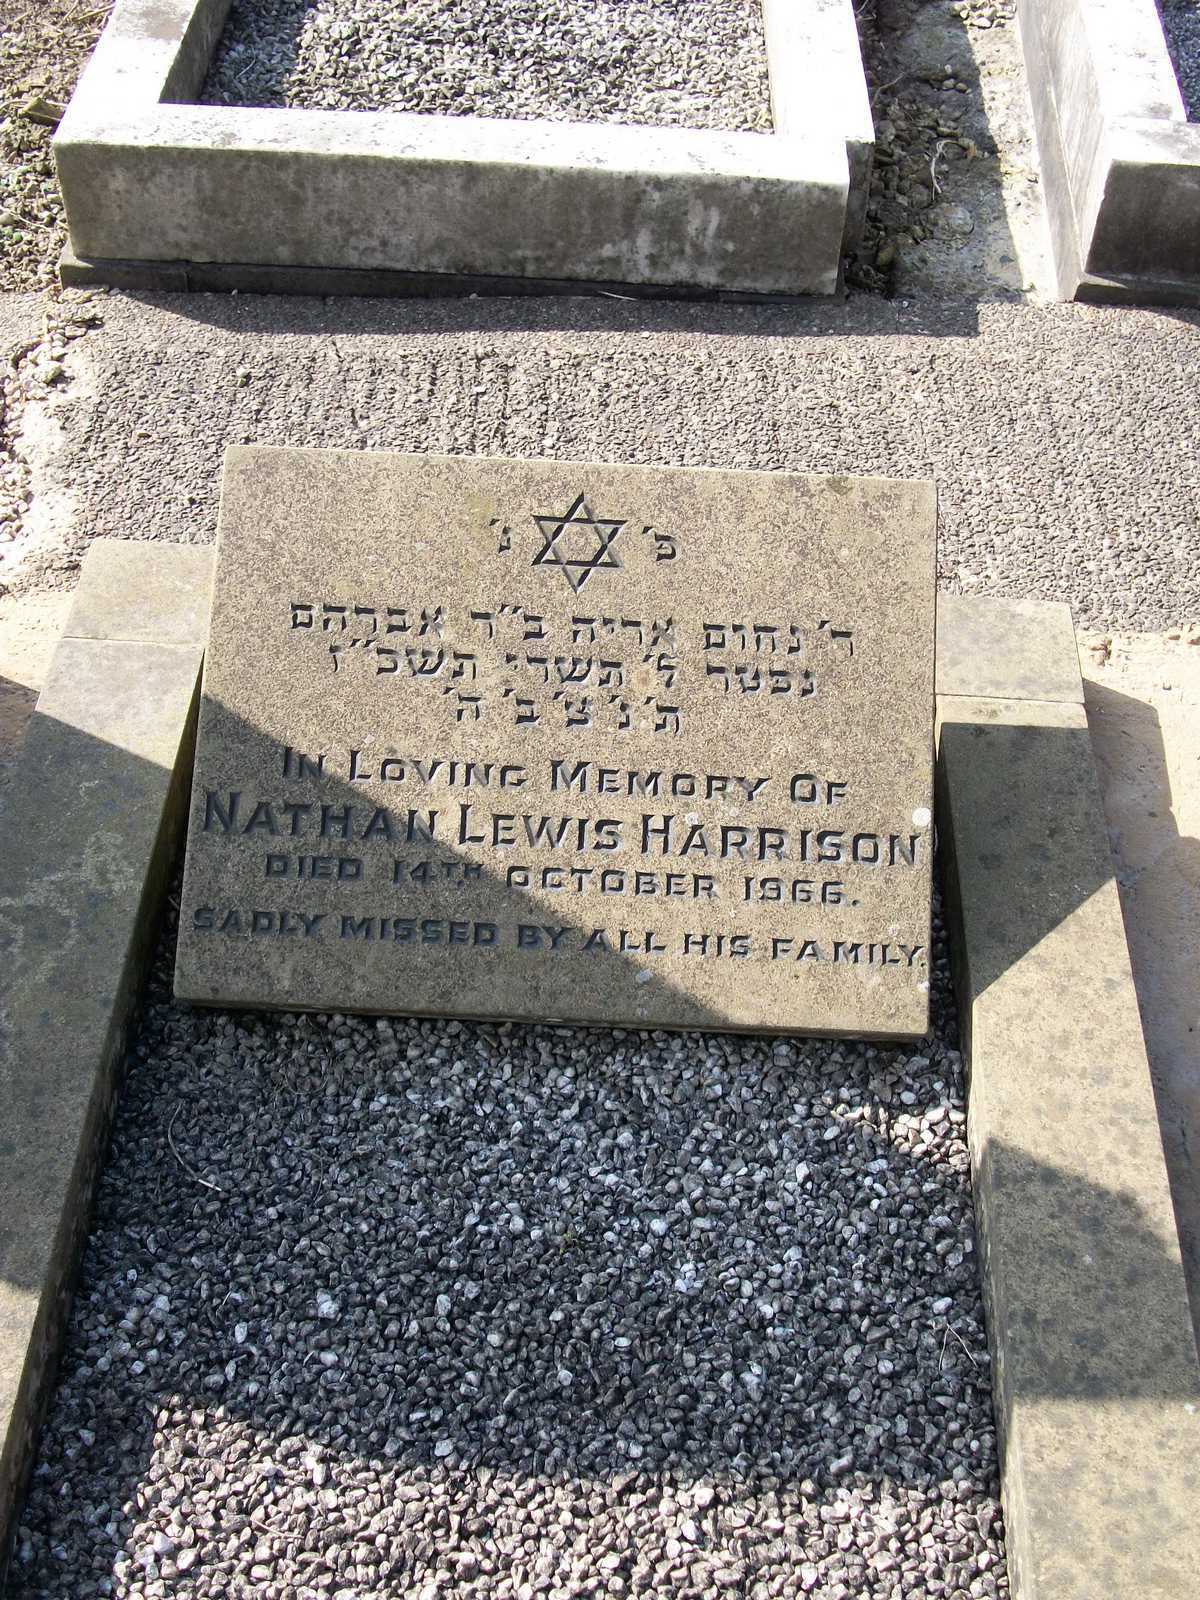 פ' נ'
ר' נחום אריה ב"ר אברהם
נפטר ל' תשרי תשכ"ז
ת' נ' צ' ב' ה'
IN LOVING MEMORY OF
NATHAN LEWIS HARRISON
DIED 14TH OCTOBER 1966.
SADLY MISSED BY ALL HIS FAMILY.